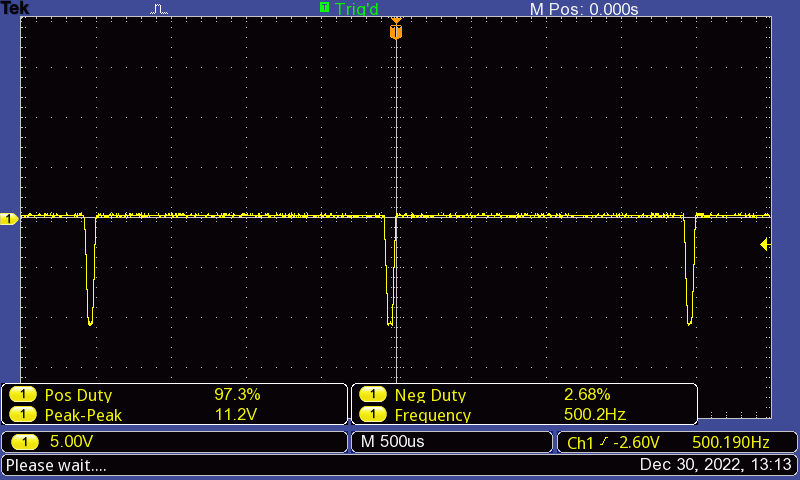 Tek T Trig'd M Pos: 0.000s
T
1
1 Pos Duty 97.3% 1 Neg Duty 2.68%
1 Peak-Peak 11.2V 1 Frequency 500.2Hz
1 5.00V M 500us Ch1 -2.60V 500.190Hz
Please wait.... Dec 30, 2022, 13:13